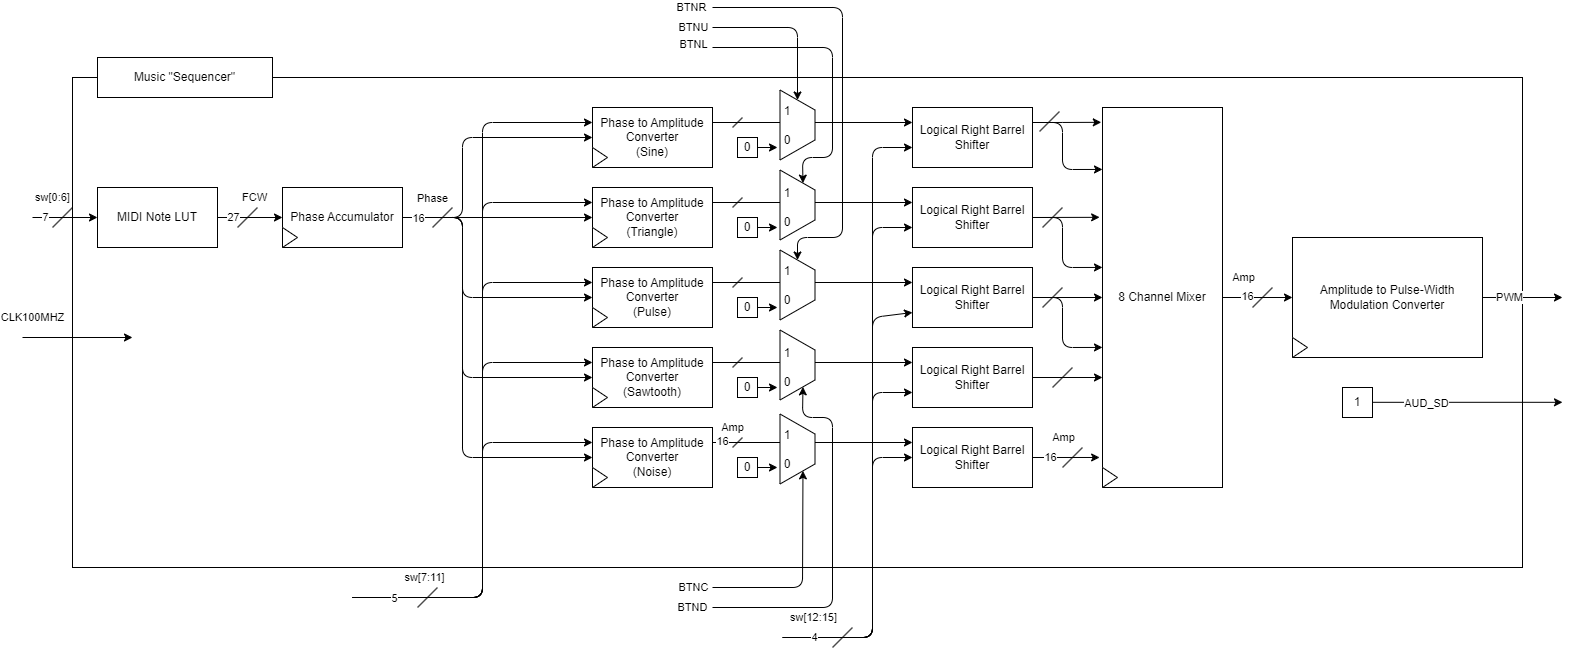 BTNR
BTNU
BTNL
Music "Sequencer"
1
0
0
Phase to Amplitude
Converter
(Sine)
Logical Right Barrel
Shifter
sw[0:6]
7
MIDI Note LUT
FCW
27
Phase Accumulator
Phase
16
Phase to Amplitude
Converter
(Triangle)
0
1
0
Logical Right Barrel
Shifter
Phase to Amplitude
Converter
(Pulse)
0
1
0
Logical Right Barrel
Shifter
8 Channel Mixer
Amp
16
Amplitude to Pulse-Width
Modulation Converter
PWM
CLK100MHZ
Phase to Amplitude
Converter
(Sawtooth)
0
1
0
Logical Right Barrel
Shifter
1
AUD_SD
Phase to Amplitude
Converter
(Noise)
Amp
16
0
1
0
Logical Right Barrel
Shifter
Amp
16
sw[7:11]
5
BTNC
BTND
sw[12:15]
4